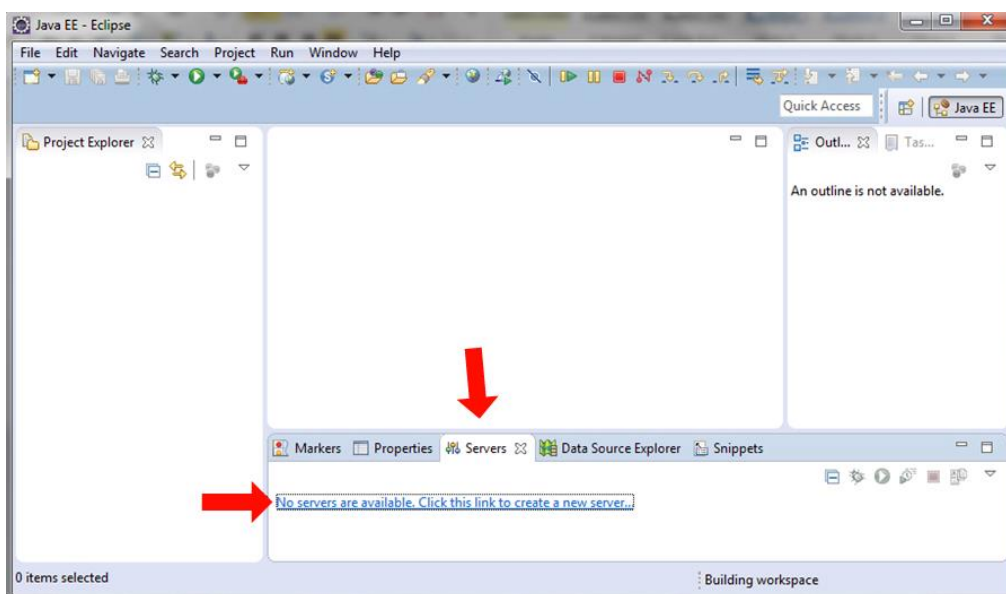 Java EE - Eclipse
File Edit Navigate Search Project Run Window Help
Quick Access
Java EE
Project Explorer
Outl...
Tas...
An outline is not available.
Markers Properties Servers Data Source Explorer Snippets
No servers are available. Click this link to create a new server...
0 items selected
Building workspace